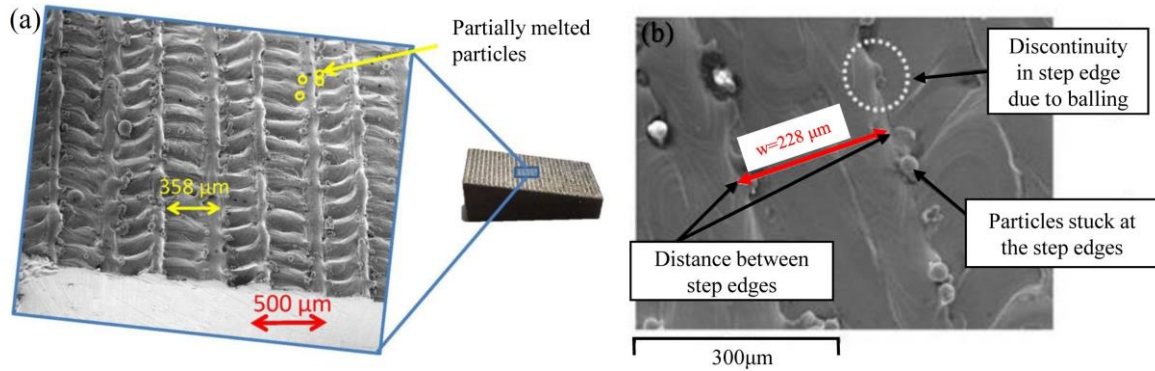 (a)
Partially melted
particles
358 μm
500 μm
(b)
Discontinuity
in step edge
due to balling
w=228 μm
Particles stuck at
the step edges
Distance between
step edges
300μm